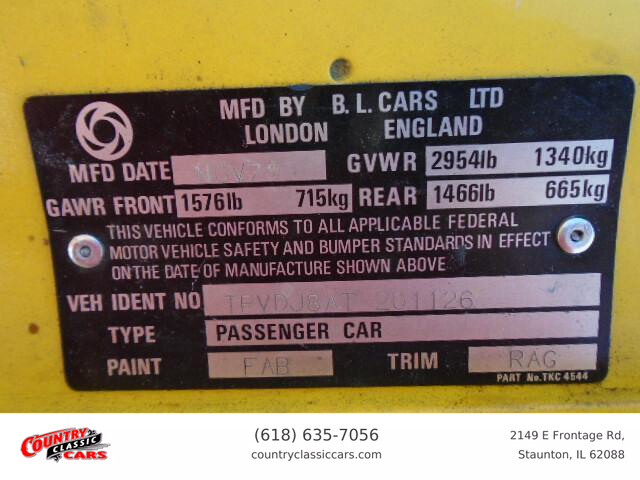 MFD BY B.L.CARS LTD
LONDON ENGLAND
MFD DATE GVWR 2954lb 1340kg
GAWR FRONT 1576lb 715kg REAR 1466lb 665kg
THIS VEHICLE CONFORMS TO ALL APPLICABLE FEDERAL
MOTOR VEHICLE SAFETY AND BUMPER STANDARDS IN EFFECT
ON THE DATE OF MANUFACTURE SHOWN ABOVE
VEH IDENT NO. TPVDJ8AT 201126
TYPE PASSENGER CAR
PAINT FAB TRIM RAG
PART No.TKC 4544
COUNTRY CLASSIC CARS
(618) 635-7056
countryclassiccars.com
2149 E Frontage Rd,
Staunton, IL 62088